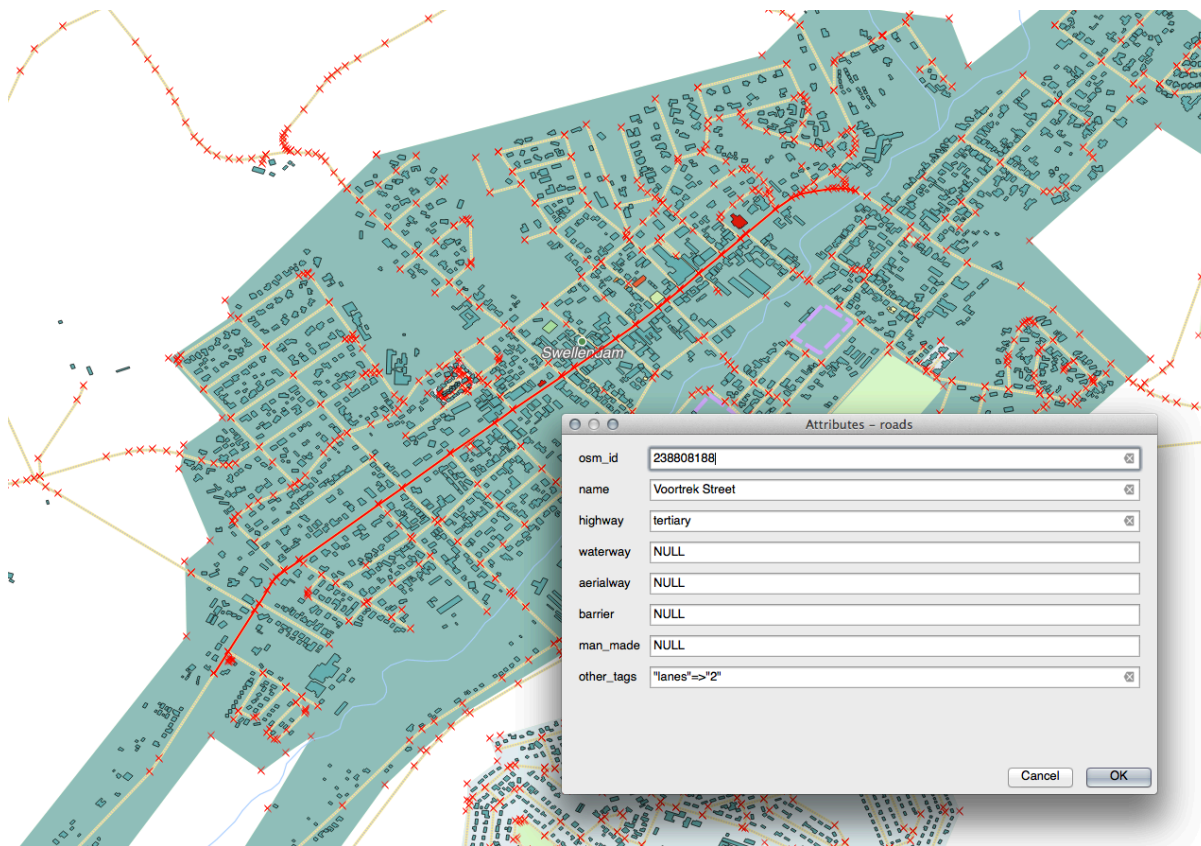 Swellendam
Attributes – roads
osm_id 238808188
name Voortrek Street
highway tertiary
waterway NULL
aerialway NULL
barrier NULL
man_made NULL
other_tags "lanes"=>"2"
Cancel OK